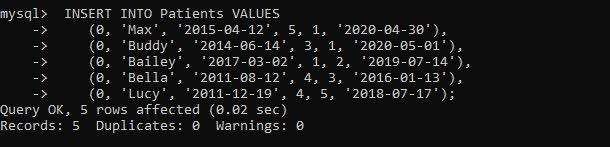 mysql>  INSERT INTO Patients VALUES
    ->     (0, 'Max', '2015-04-12', 5, 1, '2020-04-30'),
    ->     (0, 'Buddy', '2014-06-14', 3, 1, '2020-05-01'),
    ->     (0, 'Bailey', '2017-03-02', 1, 2, '2019-07-14'),
    ->     (0, 'Bella', '2011-08-12', 4, 3, '2016-01-13'),
    ->     (0, 'Lucy', '2011-12-19', 4, 5, '2018-07-17');
Query OK, 5 rows affected (0.02 sec)
Records: 5  Duplicates: 0  Warnings: 0